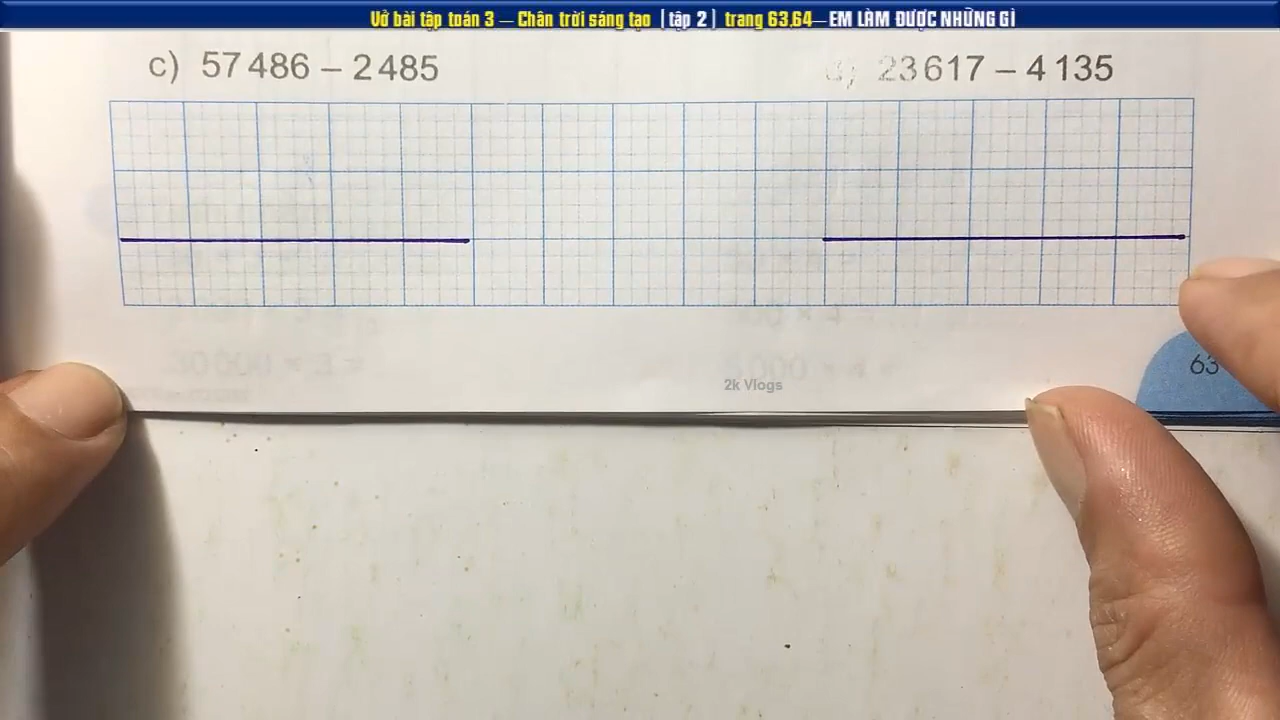 Vở bài tập toán 3 – Chân trời sáng tạo [tập 2] trang 63,64– EM LÀM ĐƯỢC NHỮNG GÌ
c) 57 486 – 2 485
d) 23 617 – 4 135
2k Vlogs
63